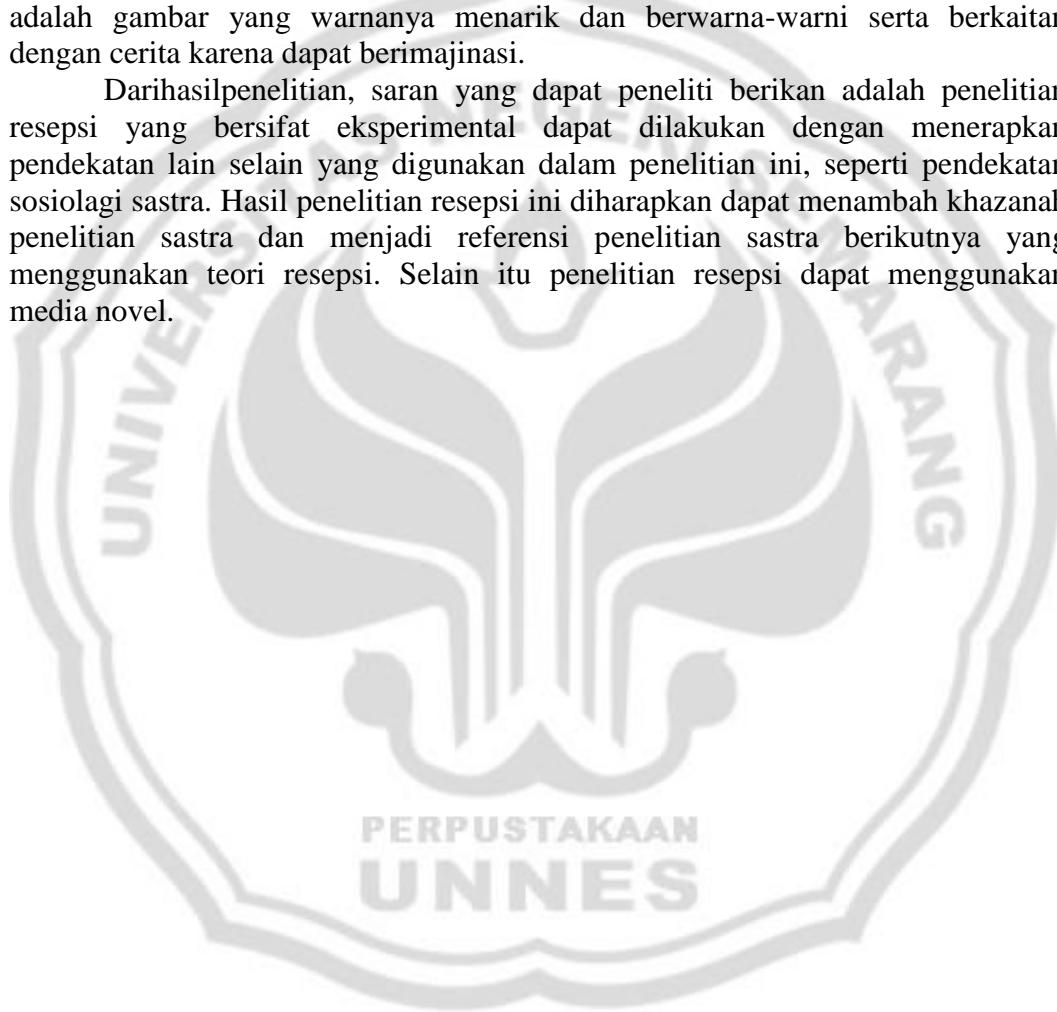 adalah gambar yang warnanya menarik dan berwarna-warni serta berkaitan
dengan cerita karena dapat berimajinasi.
Darihasilpenelitian, saran yang dapat peneliti berikan adalah penelitian
resepsi yang bersifat eksperimental dapat dilakukan dengan menerapkan
pendekatan lain selain yang digunakan dalam penelitian ini, seperti pendekatan
sosiolagi sastra. Hasil penelitian resepsi ini diharapkan dapat menambah khazanah
penelitian sastra dan menjadi referensi penelitian sastra berikutnya yang
menggunakan teori resepsi. Selain itu penelitian resepsi dapat menggunakan
media novel.
UNIVERSITAS NEGERI SEMARANG
PERPUSTAKAAN
UNNES